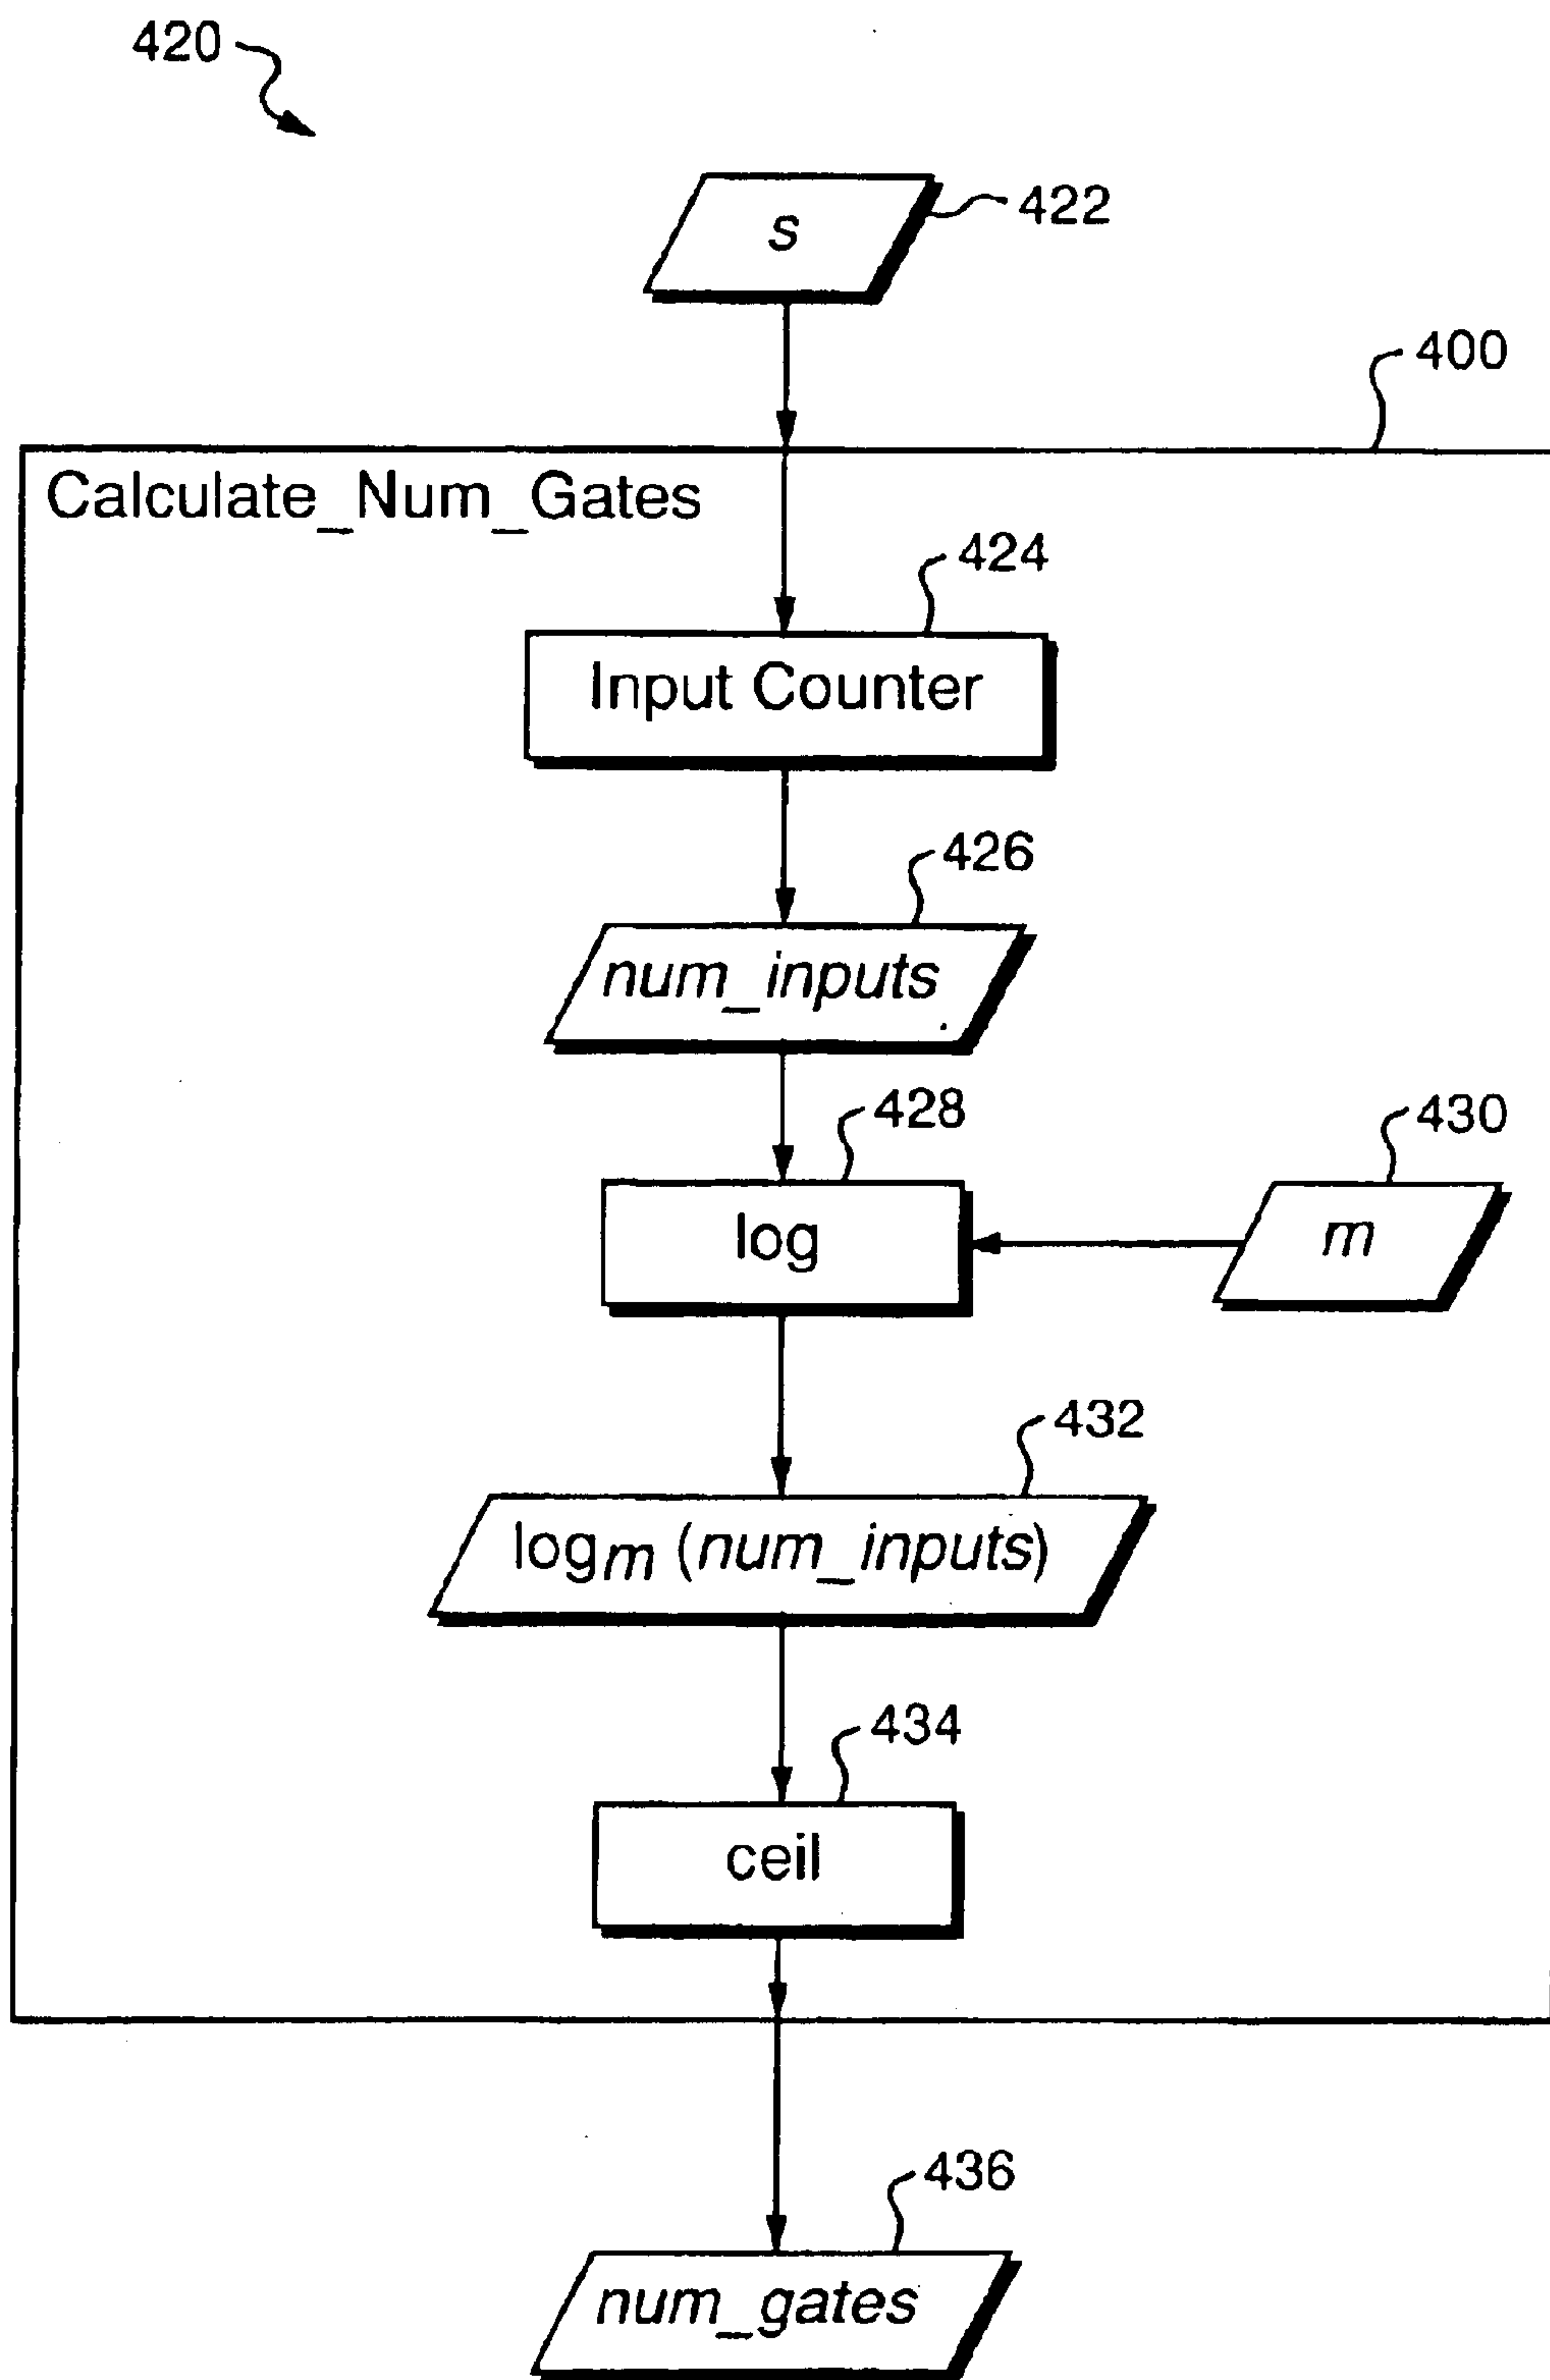 420
s
422
400
Calculate_Num_Gates
424
Input Counter
426
num_inputs
428
430
log
m
432
logm (num_inputs)
434
ceil
436
num_gates